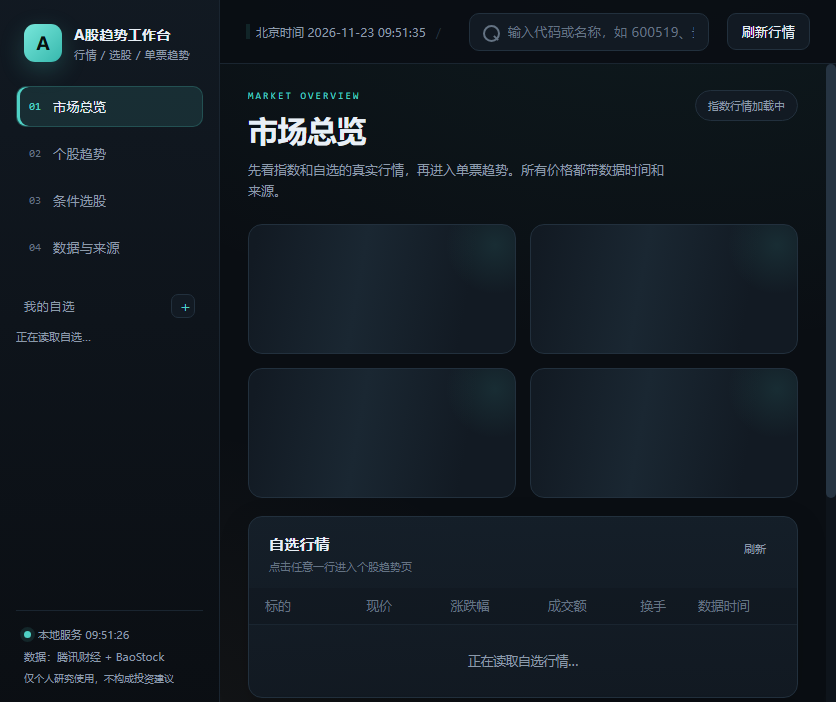 A
A股趋势工作台
行情 / 选股 / 单票趋势
01 市场总览
02 个股趋势
03 条件选股
04 数据与来源
我的自选 +
正在读取自选...
本地服务 09:51:26
数据：腾讯财经 + BaoStock
仅个人研究使用，不构成投资建议
北京时间 2026-11-23 09:51:35 /
输入代码或名称，如 600519、
刷新行情
MARKET OVERVIEW
市场总览
指数行情加载中
先看指数和自选的真实行情，再进入单票趋势。所有价格都带数据时间和
来源。
自选行情
点击任意一行进入个股趋势页
刷新
标的 现价 涨跌幅 成交额 换手 数据时间
正在读取自选行情...